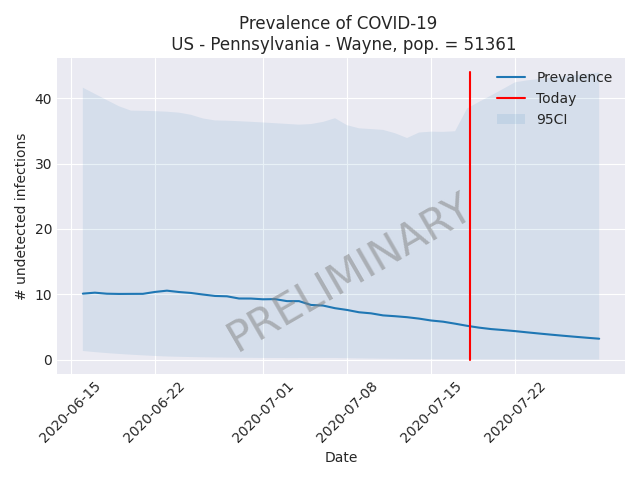 Prevalence of COVID-19
US - Pennsylvania - Wayne, pop. = 51361
Prevalence
Today
95CI
# undetected infections
40
30
20
10
0
PRELIMINARY
2020-06-15
2020-06-22
2020-07-01
2020-07-08
2020-07-15
2020-07-22
Date